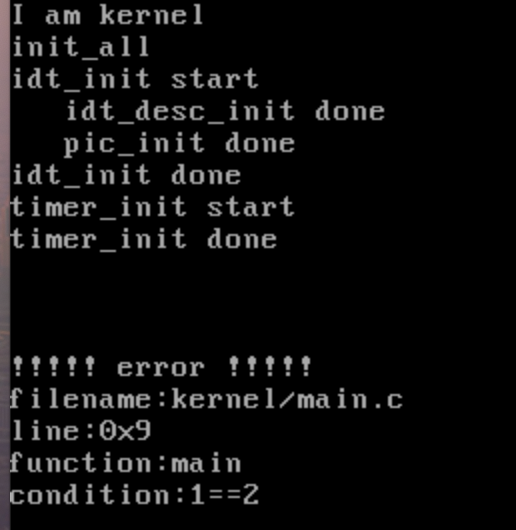 I am kernel
init_all
idt_init start
   idt_desc_init done
   pic_init done
idt_init done
timer_init start
timer_init done
!!!!! error !!!!!
filename:kernel/main.c
line:0x9
function:main
condition:1==2